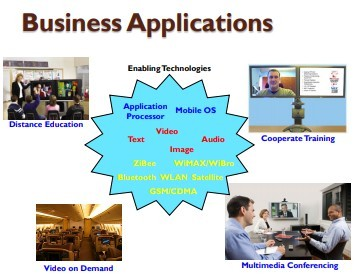 Business Applications
Enabling Technologies
Application
Processor
Mobile OS
Video
Text
Audio
Image
ZiBee
WiMAX/WiBro
Bluetooth WLAN Satellite
GSM/CDMA
Distance Education
Cooperate Training
Video on Demand
Multimedia Conferencing